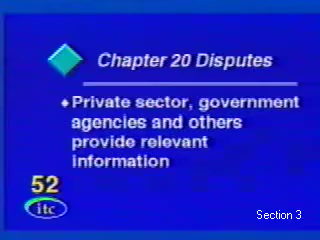 Chapter 20 Disputes
♦Private sector, government
agencies and others
provide relevant
information
52
itc
Section 3